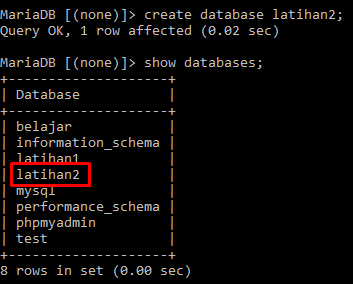 MariaDB [(none)]> create database latihan2;
Query OK, 1 row affected (0.02 sec)

MariaDB [(none)]> show databases;
+--------------------+
| Database           |
+--------------------+
| belajar            |
| information_schema |
| latihan1           |
| latihan2           |
| mysql              |
| performance_schema |
| phpmyadmin         |
| test               |
+--------------------+
8 rows in set (0.00 sec)